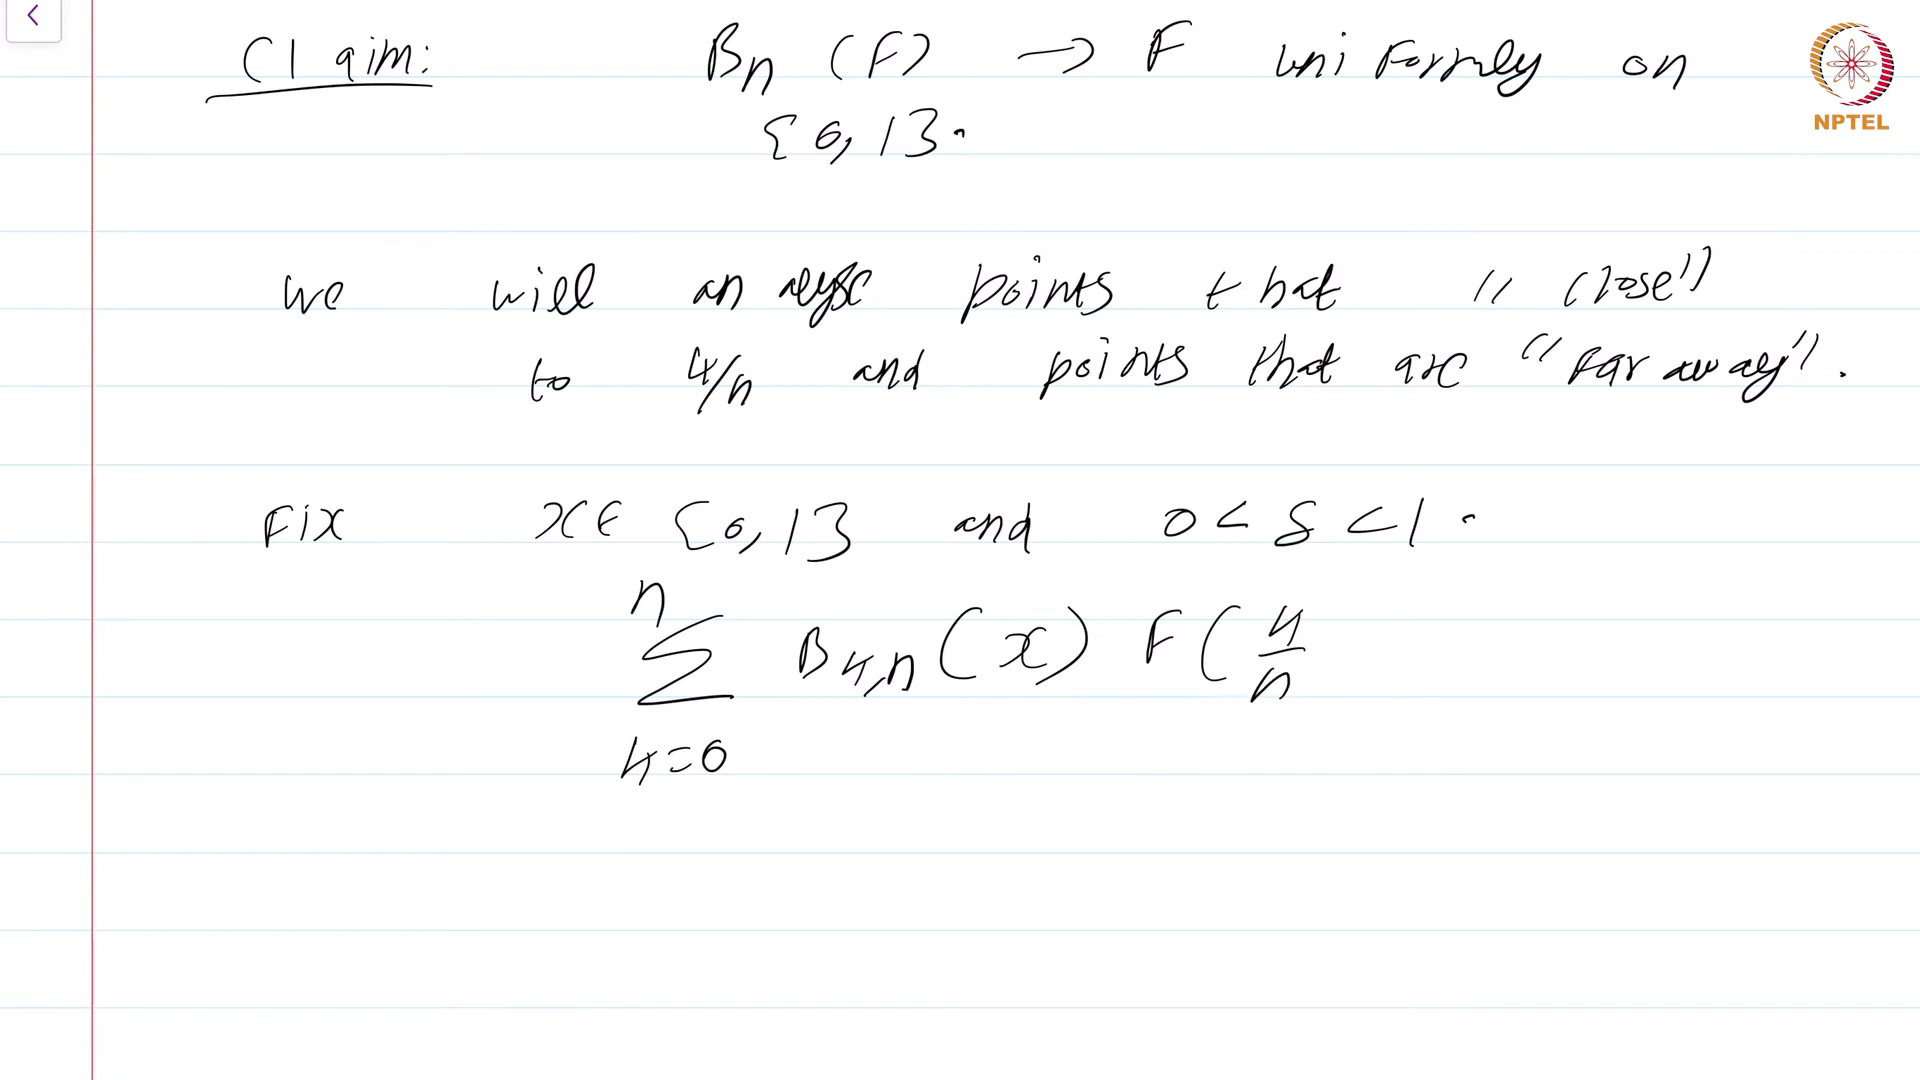 Claim: Bn (F) → F uniformly on
[0, 1].
NPTEL
we will analyse points that "close"
to k/n and points that are "far away".
Fix x ∈ [0, 1] and 0 < δ < 1.
n
Σ B k,n (x) F ( k/n
k=0